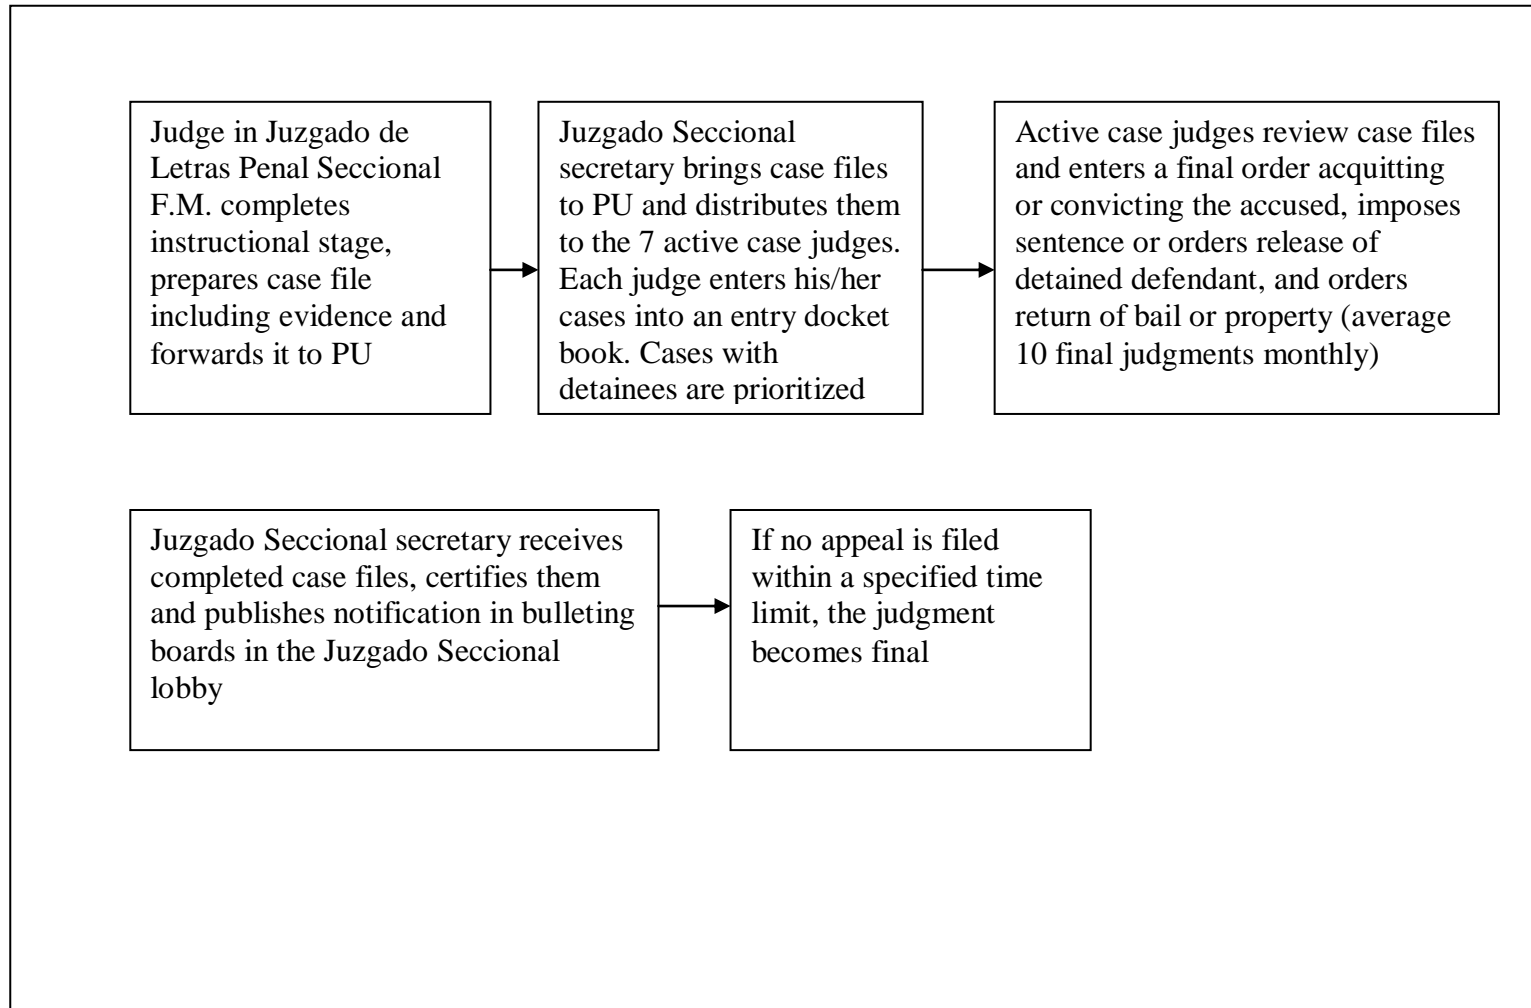 Judge in Juzgado de
Letras Penal Seccional
F.M. completes
instructional stage,
prepares case file
including evidence and
forwards it to PU
Juzgado Seccional
secretary brings case files
to PU and distributes them
to the 7 active case judges.
Each judge enters his/her
cases into an entry docket
book. Cases with
detainees are prioritized
Active case judges review case files
and enters a final order acquitting
or convicting the accused, imposes
sentence or orders release of
detained defendant, and orders
return of bail or property (average
10 final judgments monthly)
Juzgado Seccional secretary receives
completed case files, certifies them
and publishes notification in bulleting
boards in the Juzgado Seccional
lobby
If no appeal is filed
within a specified time
limit, the judgment
becomes final